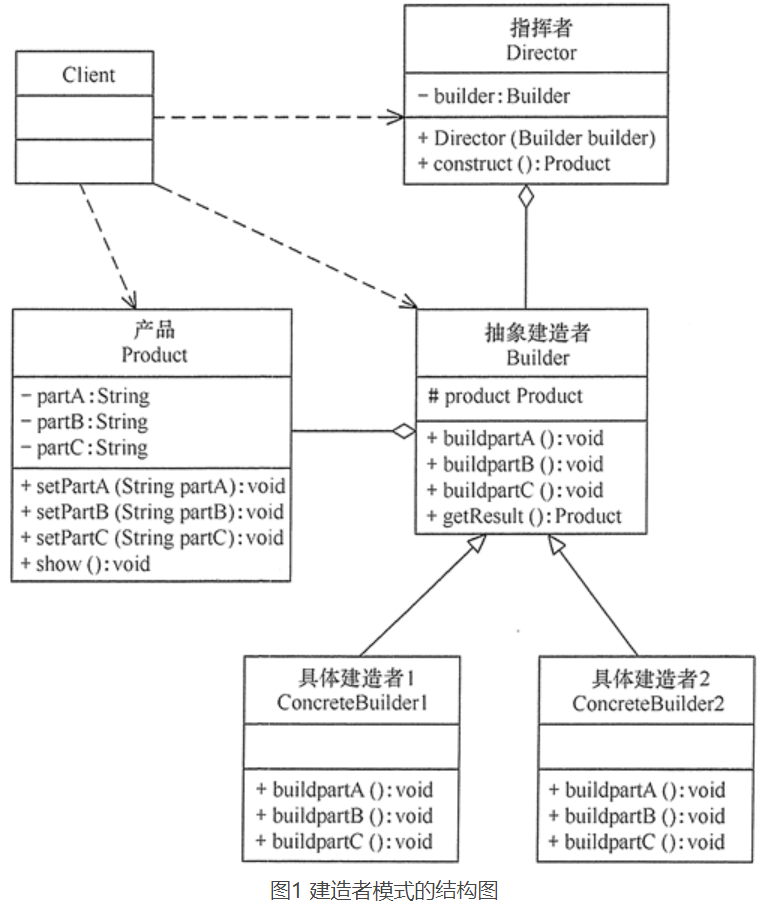 Client
指挥者
Director
- builder:Builder
+ Director (Builder builder)
+ construct ():Product
产品
Product
- partA:String
- partB:String
- partC:String
+ setPartA (String partA):void
+ setPartB (String partB):void
+ setPartC (String partC):void
+ show ():void
抽象建造者
Builder
# product Product
+ buildpartA ():void
+ buildpartB ():void
+ buildpartC ():void
+ getResult ():Product
具体建造者1
ConcreteBuilder1
+ buildpartA ():void
+ buildpartB ():void
+ buildpartC ():void
具体建造者2
ConcreteBuilder2
+ buildpartA ():void
+ buildpartB ():void
+ buildpartC ():void
图1 建造者模式的结构图